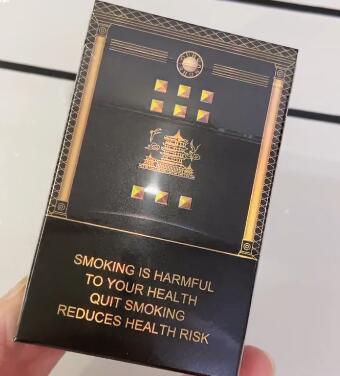 SMOKING IS HARMFUL
TO YOUR HEALTH
QUIT SMOKING
REDUCES HEALTH RISK